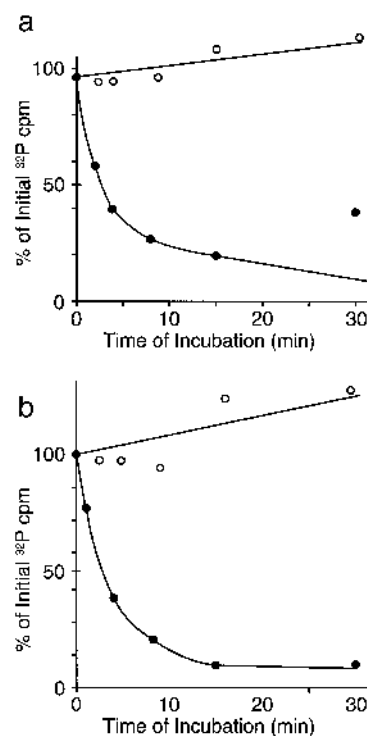 a
100
50
0
% of Initial ³²P cpm
0 10 20 30
Time of Incubation (min)
b
100
50
0
% of Initial ³²P cpm
0 10 20 30
Time of Incubation (min)